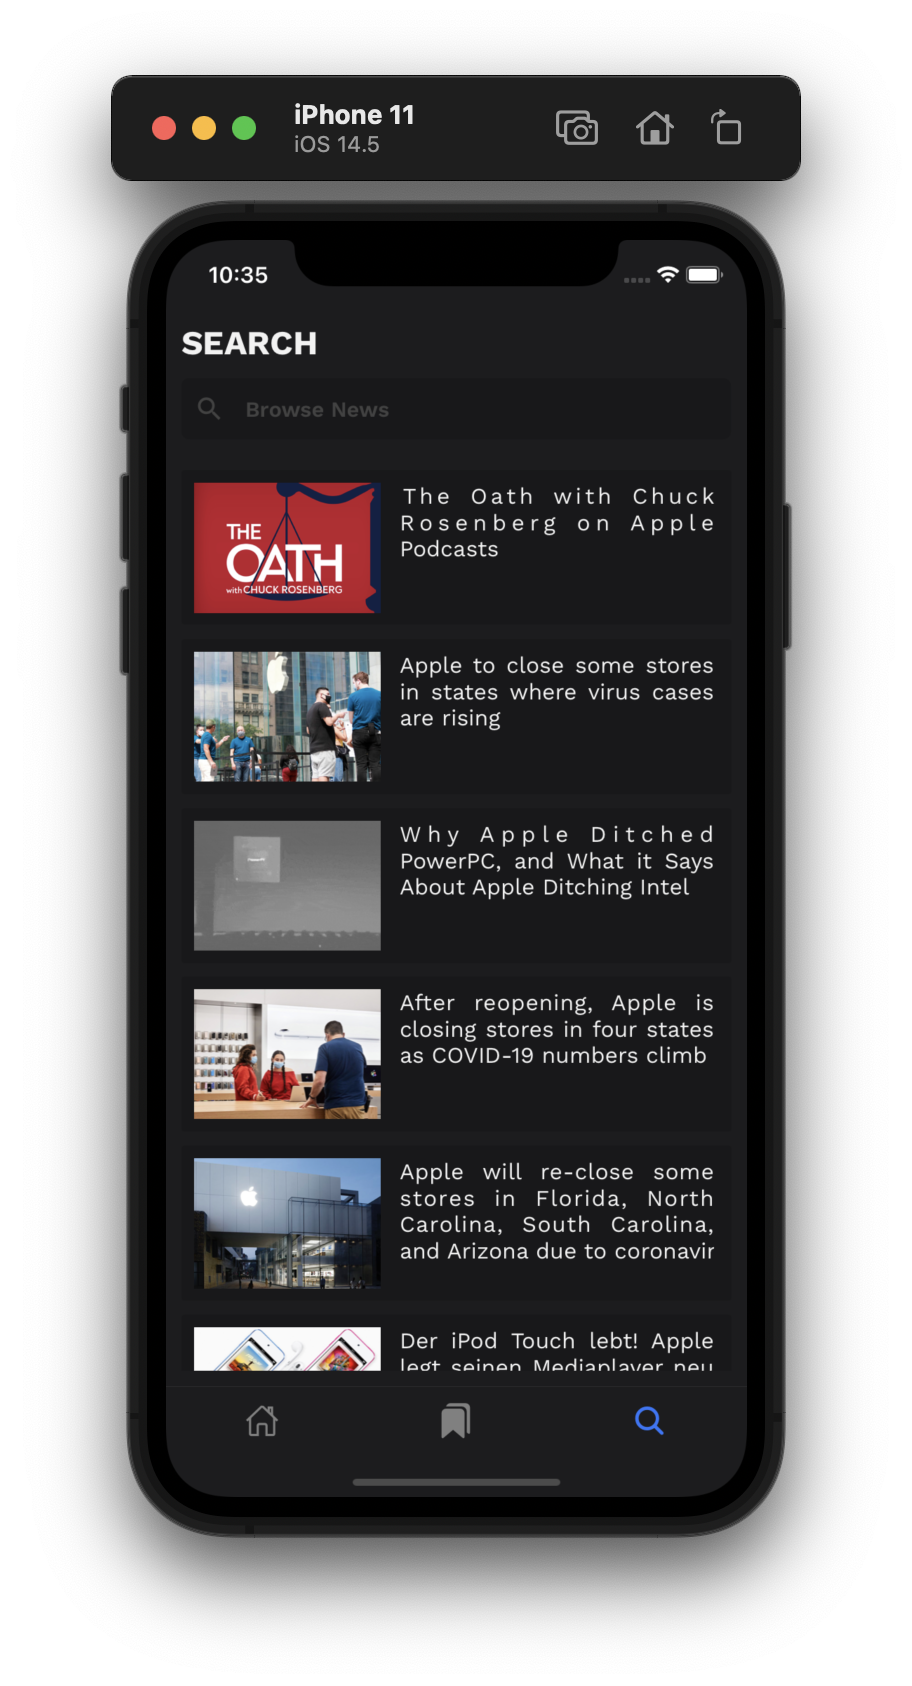 iPhone 11
iOS 14.5
10:35
SEARCH
Browse News
THE
OATH
with CHUCK ROSENBERG
The Oath with Chuck
Rosenberg on Apple
Podcasts
Apple to close some stores
in states where virus cases
are rising
Why Apple Ditched
PowerPC, and What it Says
About Apple Ditching Intel
After reopening, Apple is
closing stores in four states
as COVID-19 numbers climb
Apple will re-close some
stores in Florida, North
Carolina, South Carolina,
and Arizona due to coronavir
Der iPod Touch lebt! Apple
legt seinen Mediaplayer neu